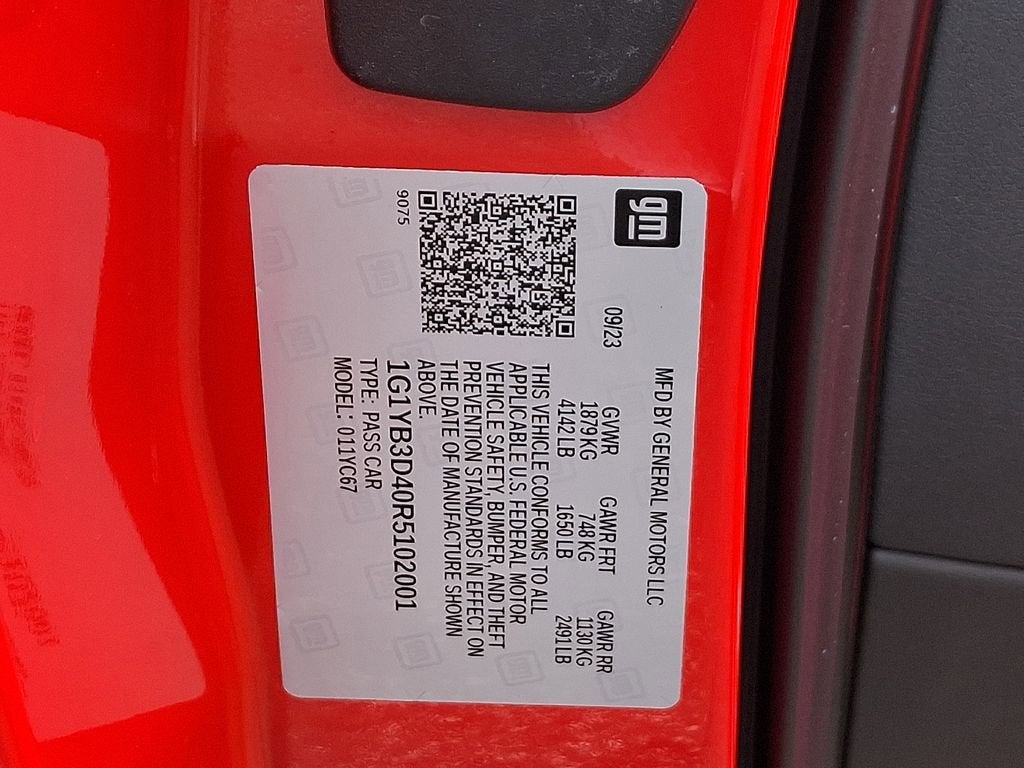 gm
09/23
MFD BY GENERAL MOTORS LLC
GVWR GAWR FRT GAWR RR
1879 KG 748 KG 1130 KG
4142 LB 1650 LB 2491 LB
THIS VEHICLE CONFORMS TO ALL
APPLICABLE U.S. FEDERAL MOTOR
VEHICLE SAFETY, BUMPER, AND THEFT
PREVENTION STANDARDS IN EFFECT ON
THE DATE OF MANUFACTURE SHOWN
ABOVE.
1G1YB3D40R5102001
TYPE: PASS CAR
MODEL: 011YC67
9075